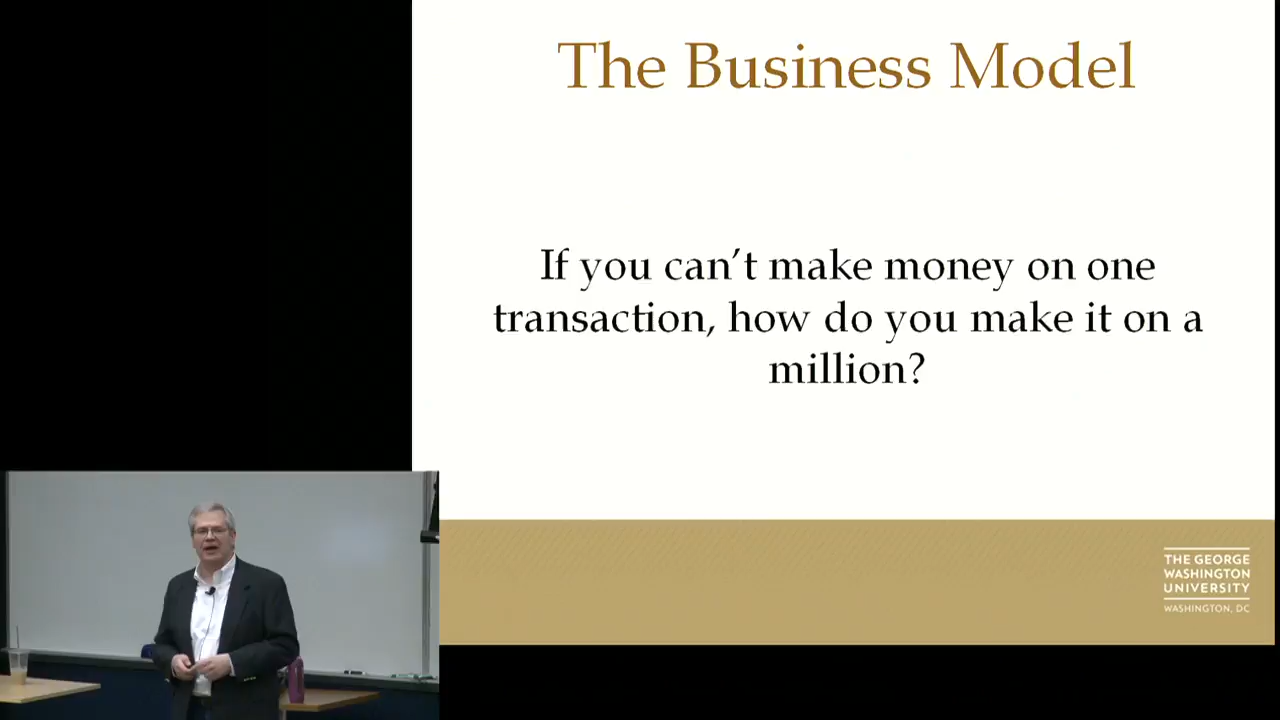 The Business Model
If you can’t make money on one
transaction, how do you make it on a
million?
THE GEORGE
WASHINGTON
UNIVERSITY
WASHINGTON, DC